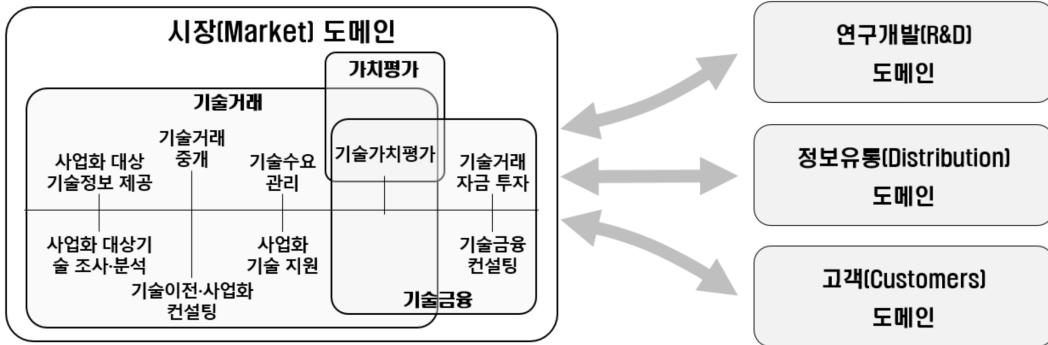 시장(Market) 도메인
가치평가
기술거래
사업화 대상
기술정보 제공
기술거래
중개
기술수요
관리
기술가치평가
기술거래
자금 투자
사업화 대상기
술 조사·분석
기술이전·사업화
컨설팅
사업화
기술 지원
기술금융
컨설팅
기술금융
연구개발(R&D)
도메인
정보유통(Distribution)
도메인
고객(Customers)
도메인